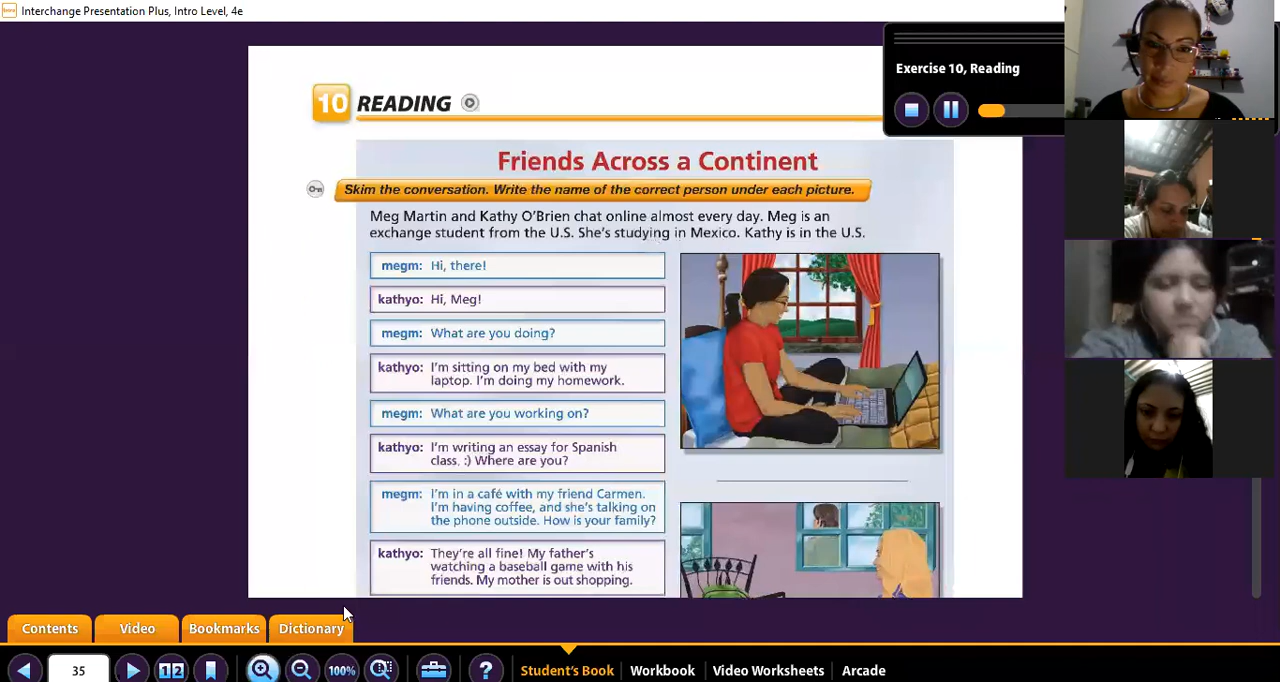 Interchange Presentation Plus, Intro Level, 4e
Exercise 10, Reading
10 READING
Friends Across a Continent
Skim the conversation. Write the name of the correct person under each picture.
Meg Martin and Kathy O'Brien chat online almost every day. Meg is an
exchange student from the U.S. She's studying in Mexico. Kathy is in the U.S.
megm: Hi, there!
kathyo: Hi, Meg!
megm: What are you doing?
kathyo: I'm sitting on my bed with my
laptop. I'm doing my homework.
megm: What are you working on?
kathyo: I'm writing an essay for Spanish
class. :) Where are you?
megm: I'm in a café with my friend Carmen.
I'm having coffee, and she's talking on
the phone outside. How is your family?
kathyo: They're all fine! My father's
watching a baseball game with his
friends. My mother is out shopping.
Contents
Video
Bookmarks
Dictionary
35
1 2
100%
?
Student's Book
Workbook
Video Worksheets
Arcade